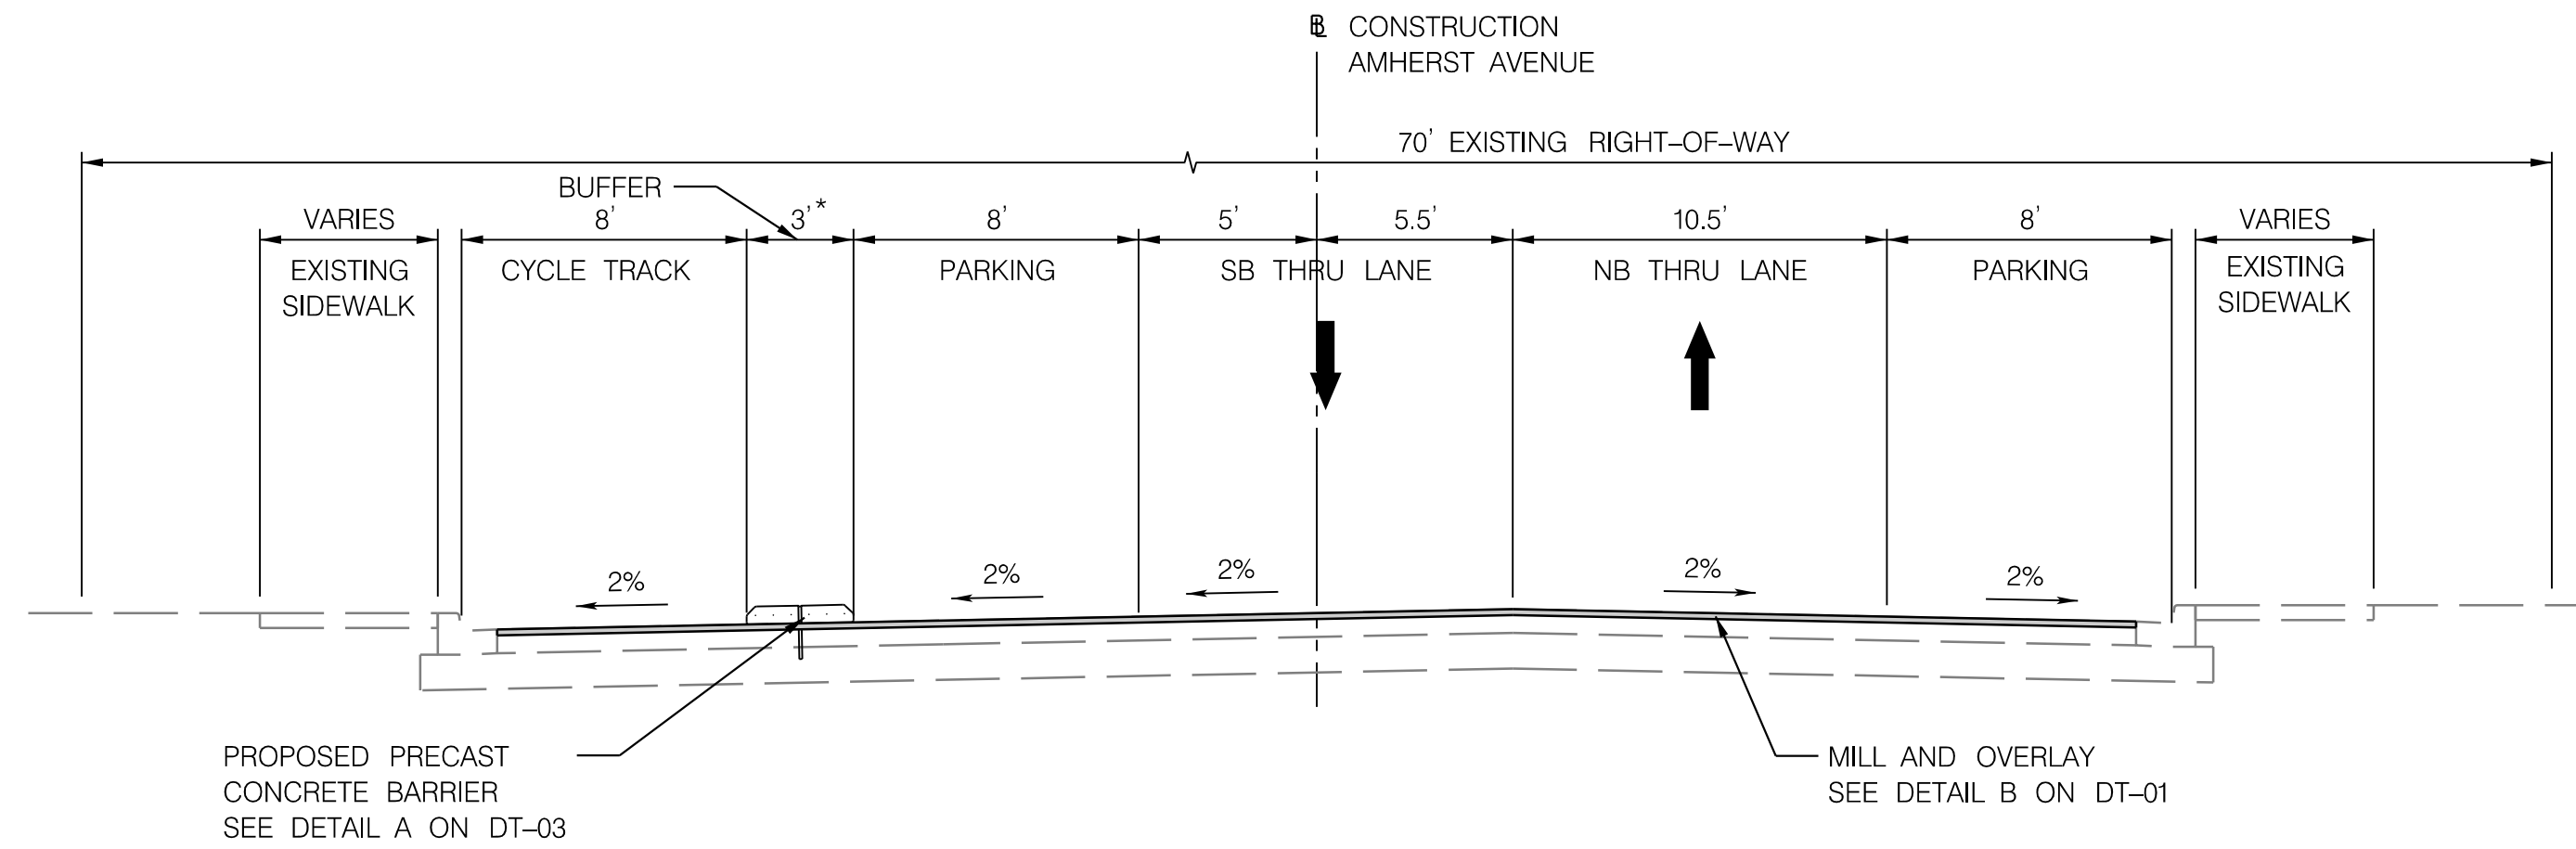 ℄ CONSTRUCTION
AMHERST AVENUE
70' EXISTING RIGHT-OF-WAY
BUFFER
VARIES
8'
3'*
8'
5'
5.5'
10.5'
8'
VARIES
EXISTING
SIDEWALK
CYCLE TRACK
PARKING
SB THRU LANE
NB THRU LANE
PARKING
EXISTING
SIDEWALK
2%
2%
2%
2%
2%
PROPOSED PRECAST
CONCRETE BARRIER
SEE DETAIL A ON DT-03
MILL AND OVERLAY
SEE DETAIL B ON DT-01